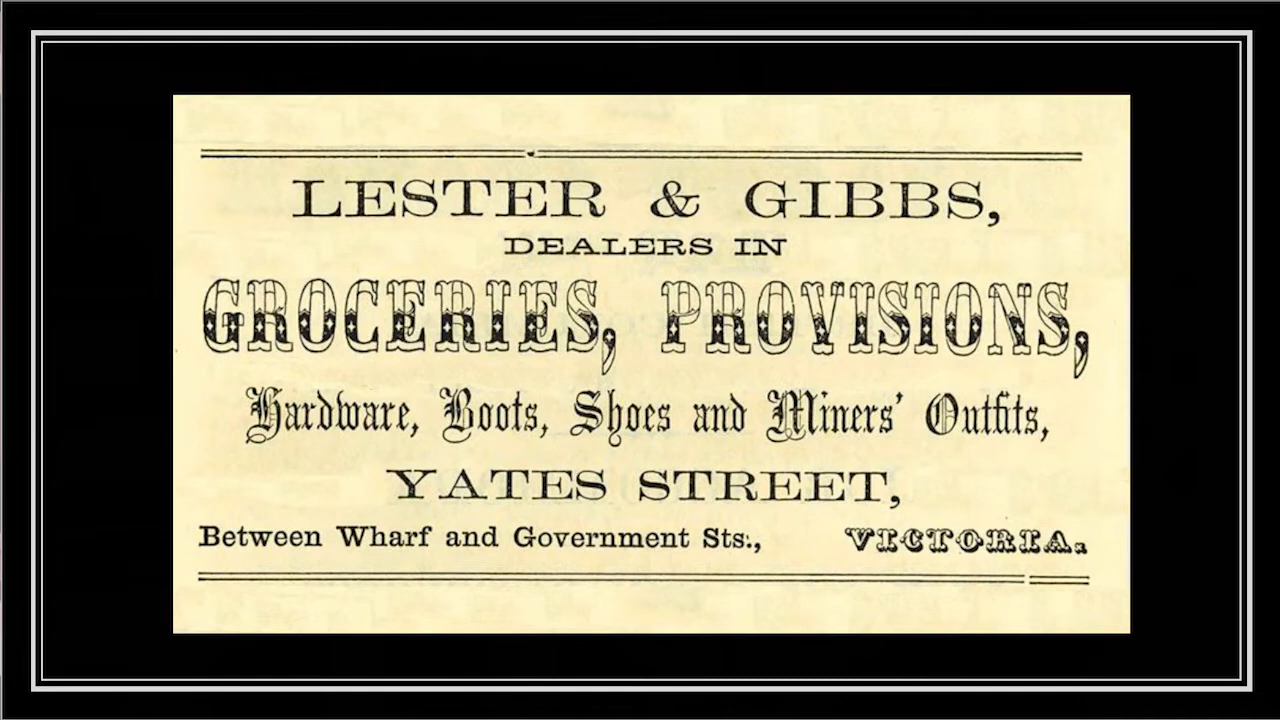 LESTER & GIBBS,
DEALERS IN
GROCERIES, PROVISIONS,
Hardware, Boots, Shoes and Miners' Outfits,
YATES STREET,
Between Wharf and Government Sts., VICTORIA.